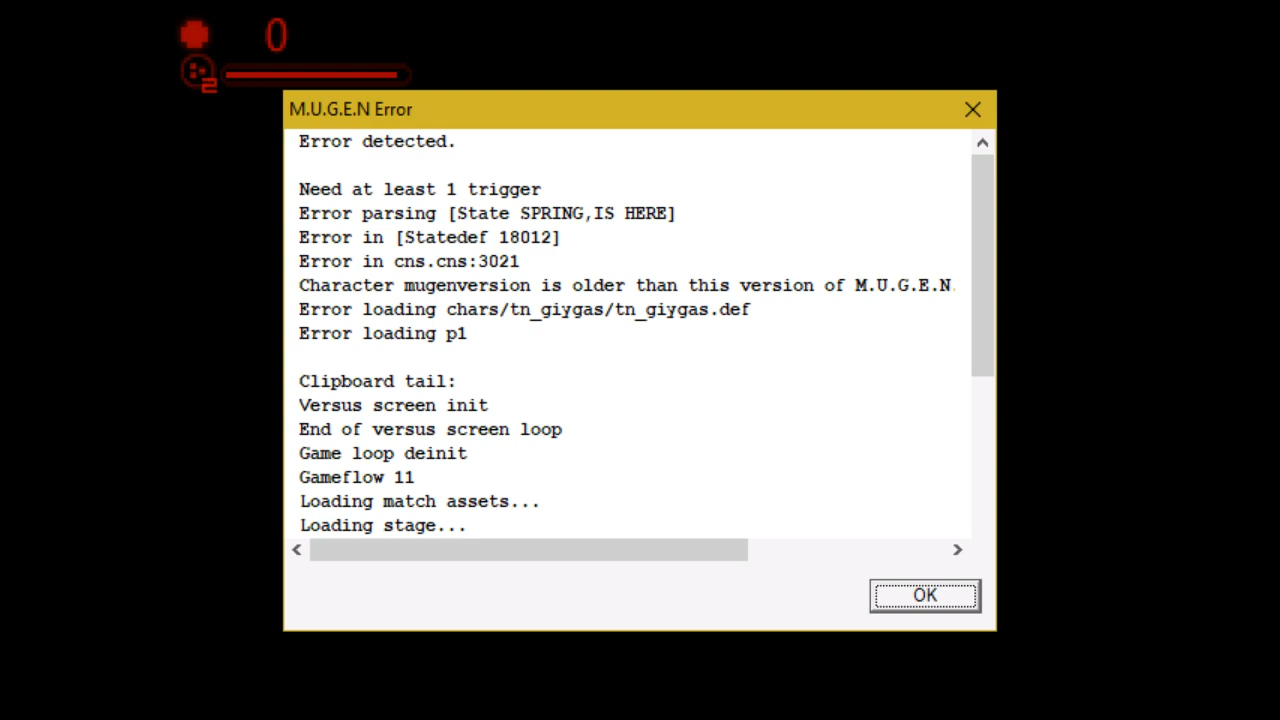 0
2
M.U.G.E.N Error
Error detected.
Need at least 1 trigger
Error parsing [State SPRING,IS HERE]
Error in [Statedef 18012]
Error in cns.cns:3021
Character mugenversion is older than this version of M.U.G.E.N.
Error loading chars/tn_giygas/tn_giygas.def
Error loading p1
Clipboard tail:
Versus screen init
End of versus screen loop
Game loop deinit
Gameflow 11
Loading match assets...
Loading stage...
OK